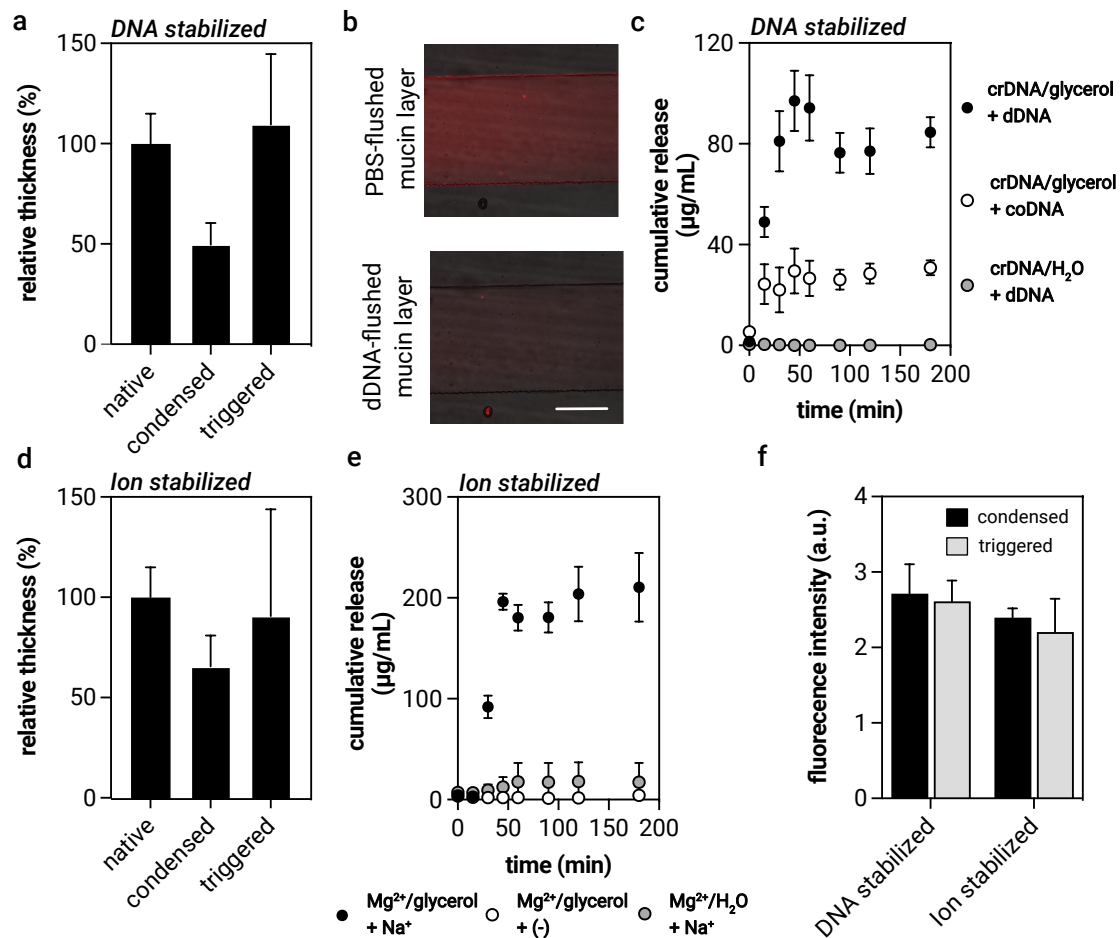 a
DNA stabilized
relative thickness (%)
150
100
50
0
native
condensed
triggered
b
PBS-flushed
mucin layer
dDNA-flushed
mucin layer
c
DNA stabilized
cumulative release
(µg/mL)
120
80
40
0
0 50 100 150 200
time (min)
crDNA/glycerol
+ dDNA
crDNA/glycerol
+ coDNA
crDNA/H₂O
+ dDNA
d
Ion stabilized
relative thickness (%)
150
100
50
0
native
condensed
triggered
e
Ion stabilized
cumulative release
(µg/mL)
300
200
100
0
0 50 100 150 200
time (min)
Mg²⁺/glycerol
+ Na⁺
Mg²⁺/glycerol
+ (-)
Mg²⁺/H₂O
+ Na⁺
f
fluorecence intensity (a.u.)
4
3
2
1
0
condensed
triggered
DNA stabilized
Ion stabilized